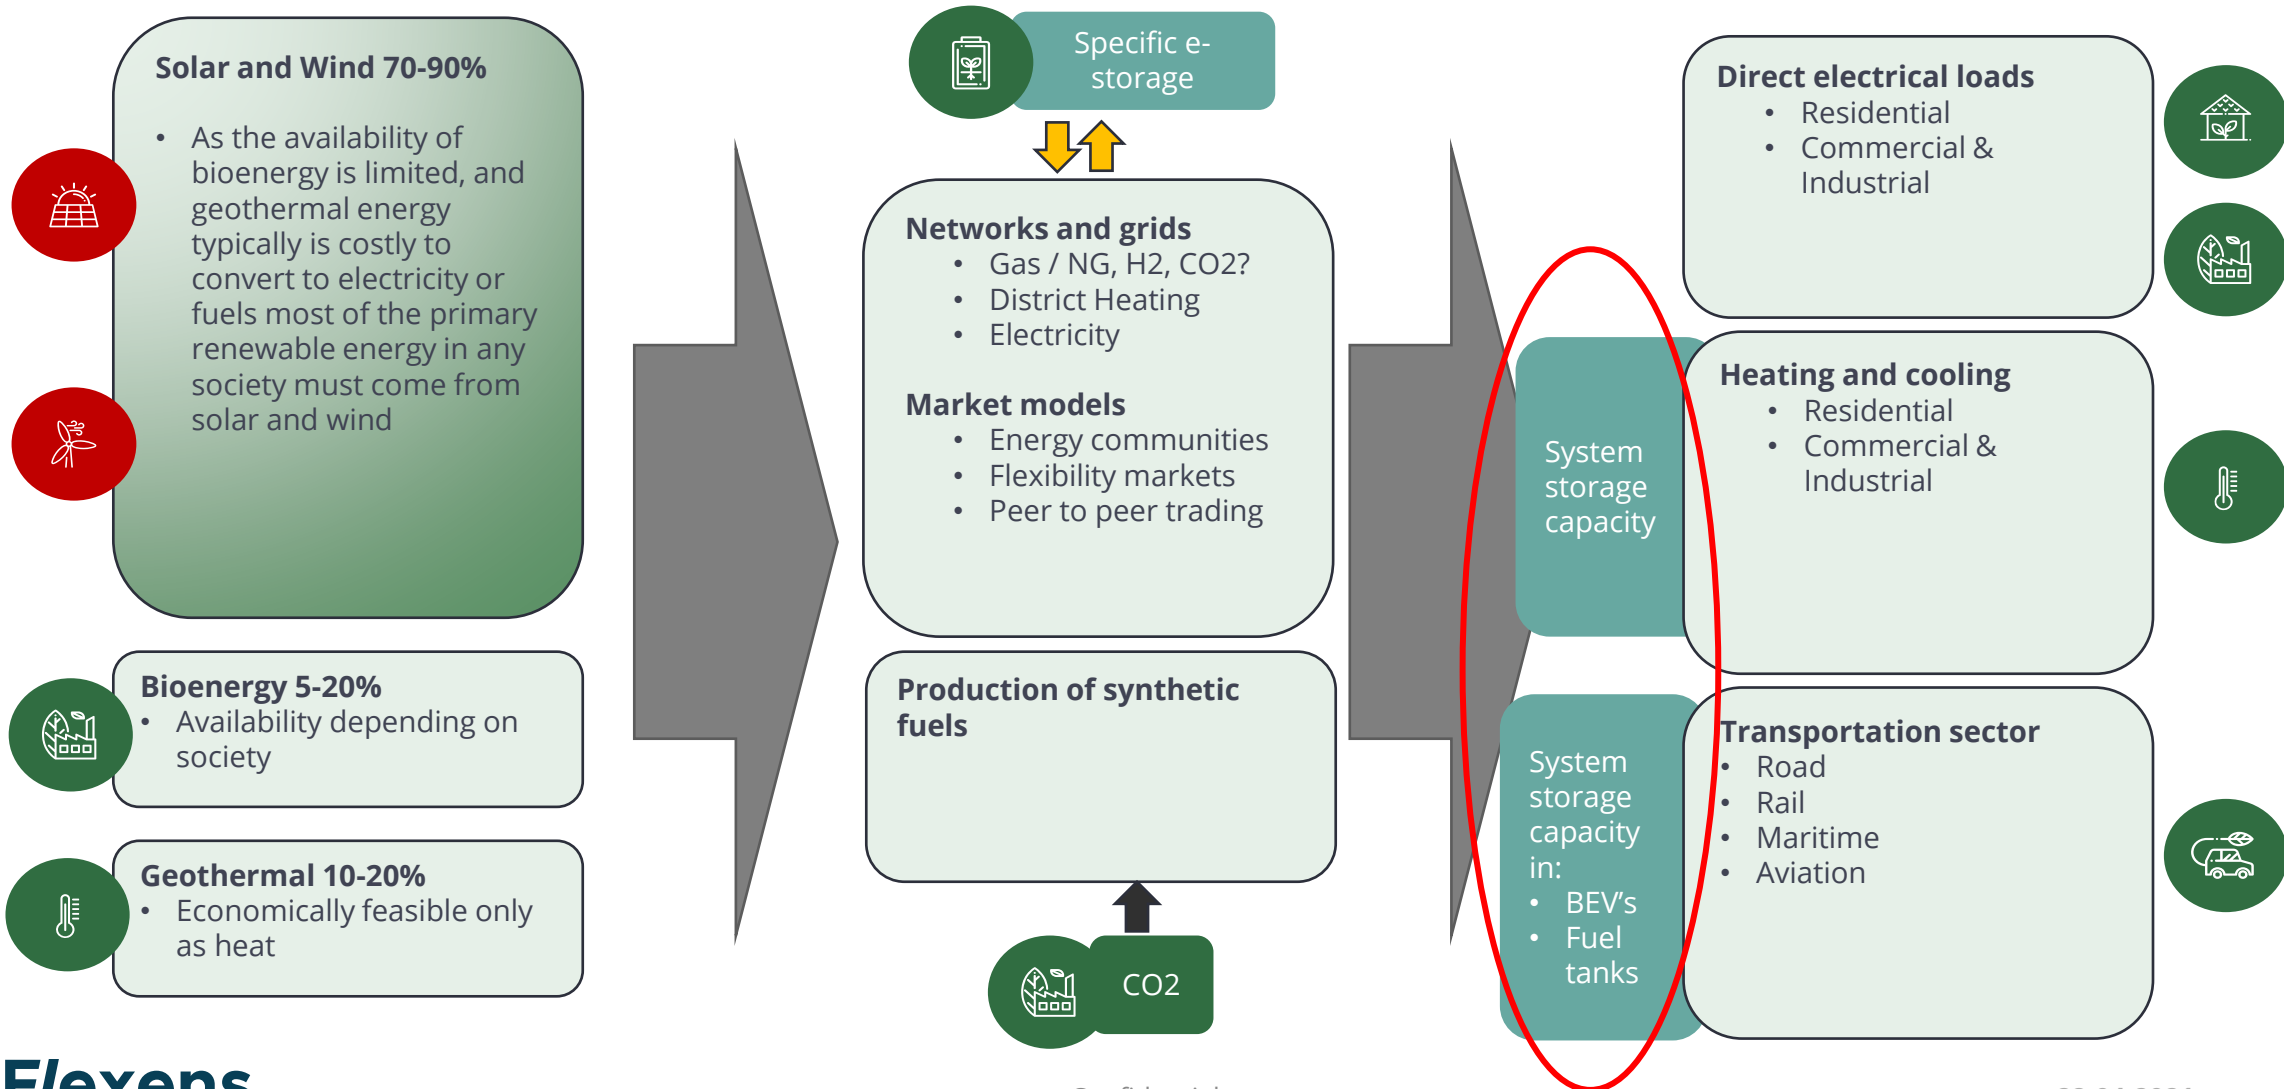 Solar and Wind 70-90%
• As the availability of
bioenergy is limited, and
geothermal energy
typically is costly to
convert to electricity or
fuels most of the primary
renewable energy in any
society must come from
solar and wind
Bioenergy 5-20%
• Availability depending on
society
Geothermal 10-20%
• Economically feasible only
as heat
Specific e-
storage
Networks and grids
• Gas / NG, H2, CO2?
• District Heating
• Electricity
Market models
• Energy communities
• Flexibility markets
• Peer to peer trading
Production of synthetic
fuels
CO2
System
storage
capacity
System
storage
capacity
in:
• BEV’s
• Fuel
tanks
Direct electrical loads
• Residential
• Commercial &
Industrial
Heating and cooling
• Residential
• Commercial &
Industrial
Transportation sector
• Road
• Rail
• Maritime
• Aviation
Flexens